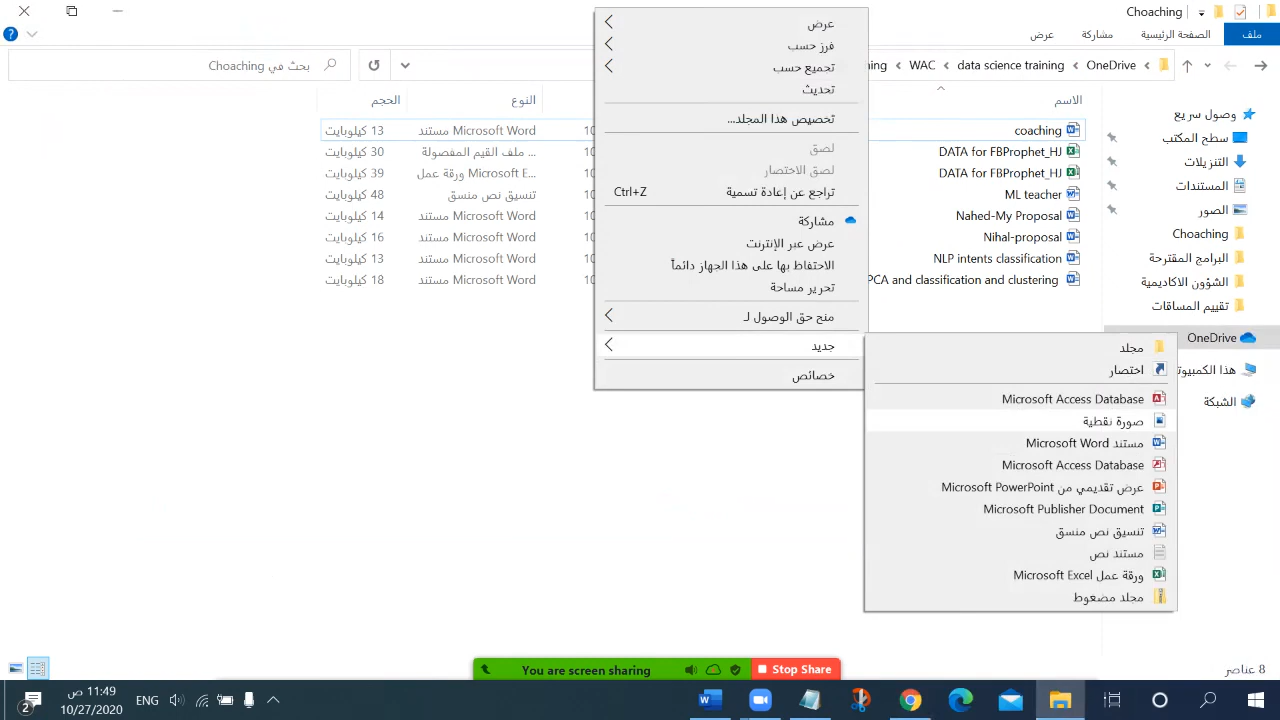 Choaching
ملف
الصفحة الرئيسية
مشاركة
عرض
OneDrive
data science training
WAC
بحث في Choaching
الاسم
النوع
الحجم
coaching
مستند Microsoft Word
13 كيلوبايت
DATA for FBProphet_HJ
ملف القيم المفصولة ...
30 كيلوبايت
DATA for FBProphet_HJ
ورقة عمل Microsoft E...
39 كيلوبايت
ML teacher
تنسيق نص منسق
48 كيلوبايت
Nahed-My Proposal
مستند Microsoft Word
14 كيلوبايت
Nihal-proposal
مستند Microsoft Word
16 كيلوبايت
NLP intents classification
مستند Microsoft Word
13 كيلوبايت
PCA and classification and clustering
مستند Microsoft Word
18 كيلوبايت
وصول سريع
سطح المكتب
التنزيلات
المستندات
الصور
Choaching
البرامج المقترحة
الشؤون الاكاديمية
تقييم المساقات
OneDrive
هذا الكمبيوتر
الشبكة
عرض
فرز حسب
تجميع حسب
تحديث
تخصيص هذا المجلد...
لصق
لصق الاختصار
تراجع عن إعادة تسمية
Ctrl+Z
مشاركة
عرض عبر الإنترنت
الاحتفاظ بها على هذا الجهاز دائماً
تحرير مساحة
منح حق الوصول لـ
جديد
خصائص
مجلد
اختصار
Microsoft Access Database
صورة نقطية
مستند Microsoft Word
Microsoft Access Database
عرض تقديمي من Microsoft PowerPoint
Microsoft Publisher Document
تنسيق نص منسق
مستند نص
ورقة عمل Microsoft Excel
مجلد مضغوط
8 عناصر
You are screen sharing
Stop Share
ENG
11:49 ص
10/27/2020
2